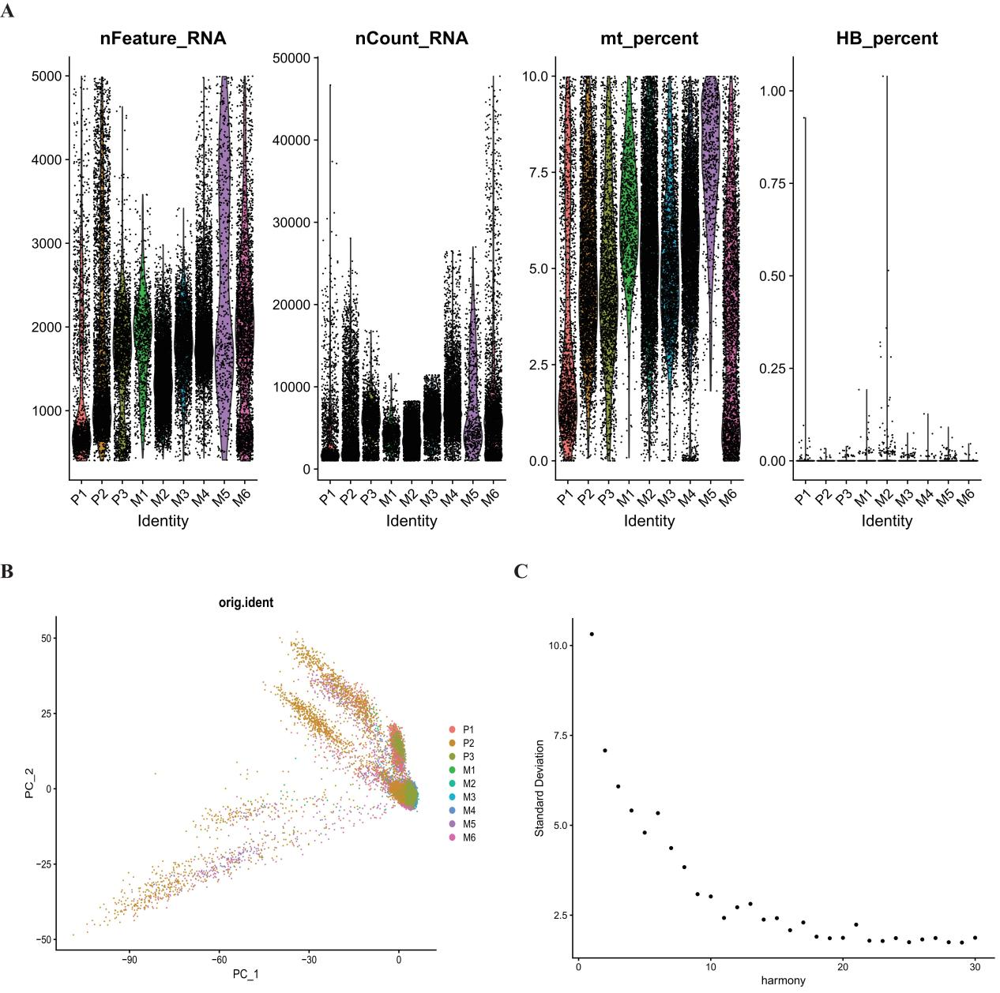 A
nFeature_RNA
nCount_RNA
mt_percent
HB_percent
5000
4000
3000
2000
1000
50000
40000
30000
20000
10000
0
10.0
7.5
5.0
2.5
0.0
1.00
0.75
0.50
0.25
0.00
P1 P2 P3 M1 M2 M3 M4 M5 M6
P1 P2 P3 M1 M2 M3 M4 M5 M6
P1 P2 P3 M1 M2 M3 M4 M5 M6
P1 P2 P3 M1 M2 M3 M4 M5 M6
Identity
Identity
Identity
Identity
B
orig.ident
PC_2
50
25
0
−25
−50
−90 −60 −30 0
PC_1
P1
P2
P3
M1
M2
M3
M4
M5
M6
C
Standard Deviation
10.0
7.5
5.0
2.5
0 10 20 30
harmony